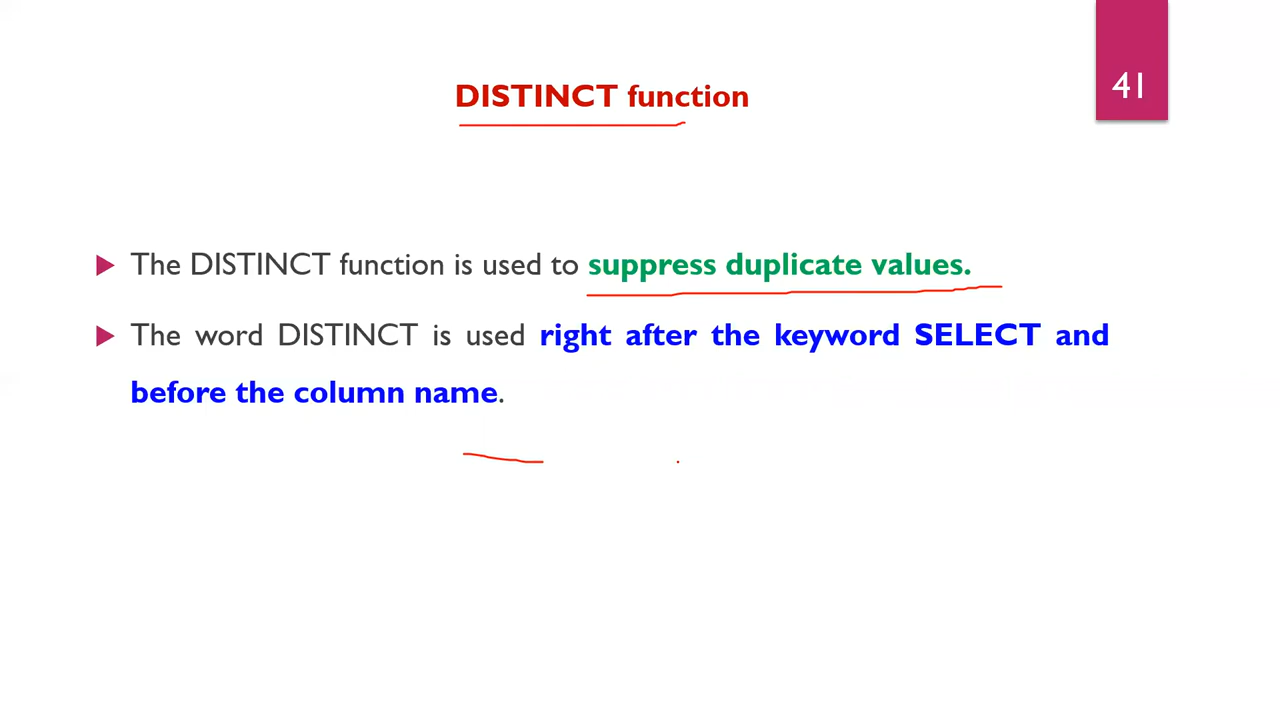 41
DISTINCT function
The DISTINCT function is used to suppress duplicate values.
The word DISTINCT is used right after the keyword SELECT and
before the column name.